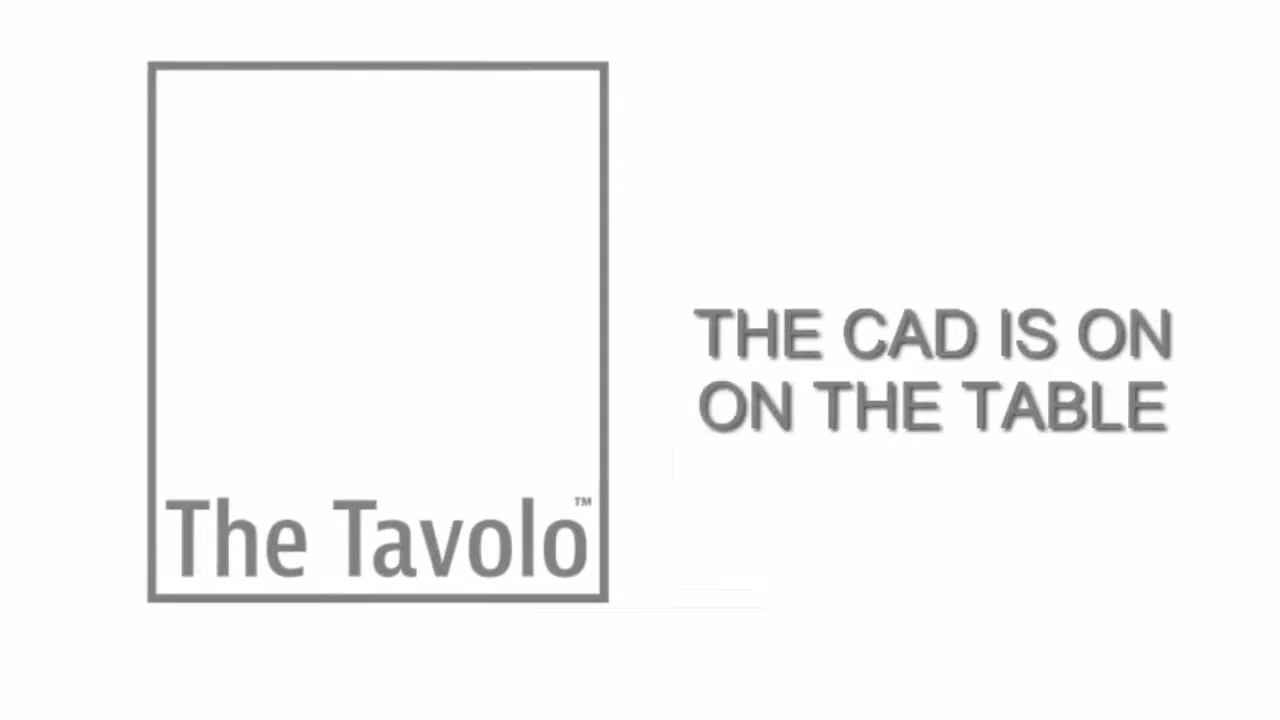 The Tavolo™
THE CAD IS ON
ON THE TABLE